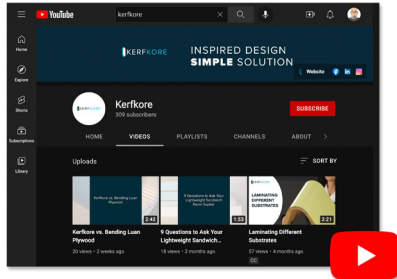 YouTube
kerfkore
Home
Explore
Shorts
Subscriptions
Library
KERFKORE
INSPIRED DESIGN
SIMPLE SOLUTION
Website
Kerfkore
309 subscribers
SUBSCRIBE
HOME VIDEOS PLAYLISTS CHANNELS ABOUT
Uploads
SORT BY
Kerfkore vs. Bending Luan
Plywood
2:42
9 Questions to Ask Your
Lightweight Sandwich
Panel Supplier
1:53
KERFKORE
LAMINATING
DIFFERENT
SUBSTRATES
2:21
Kerfkore vs. Bending Luan
Plywood
20 views • 2 weeks ago
9 Questions to Ask Your
Lightweight Sandwich...
18 views • 2 months ago
Laminating Different
Substrates
57 views • 4 months ago
CC